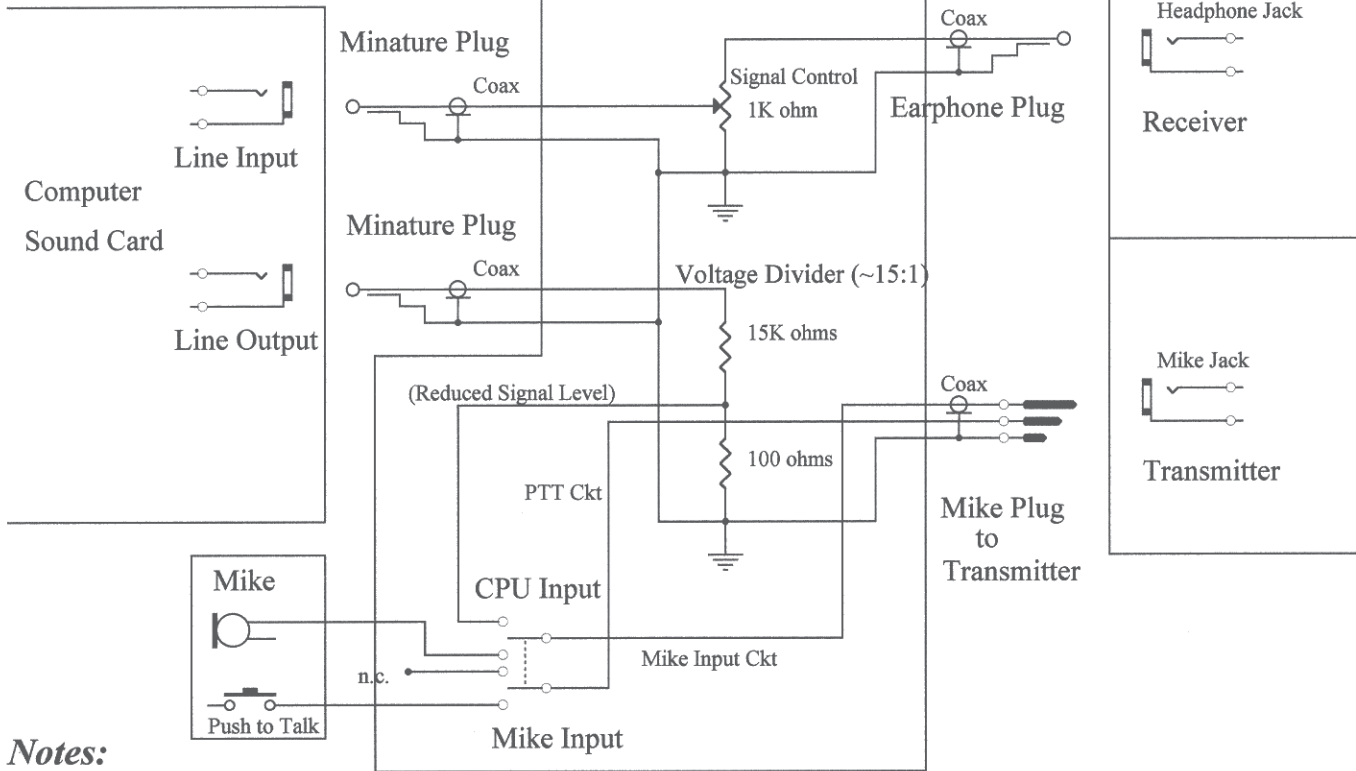 Coax
Headphone Jack
Minature Plug
Signal Control
Coax
1K ohm
Earphone Plug
Receiver
Line Input
Computer
Sound Card
Minature Plug
Coax
Voltage Divider (~15:1)
Line Output
15K ohms
Mike Jack
(Reduced Signal Level)
Coax
100 ohms
Transmitter
PTT Ckt
Mike Plug
to
Transmitter
Mike
CPU Input
Mike Input Ckt
n.c.
Push to Talk
Mike Input
Notes: